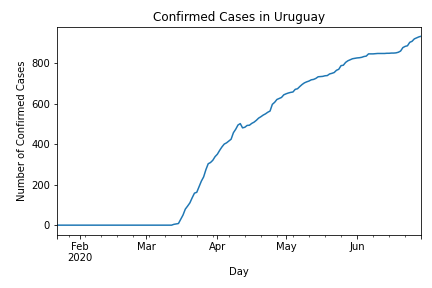 Confirmed Cases in Uruguay
Number of Confirmed Cases
800
600
400
200
0
Feb Mar Apr May Jun
2020
Day